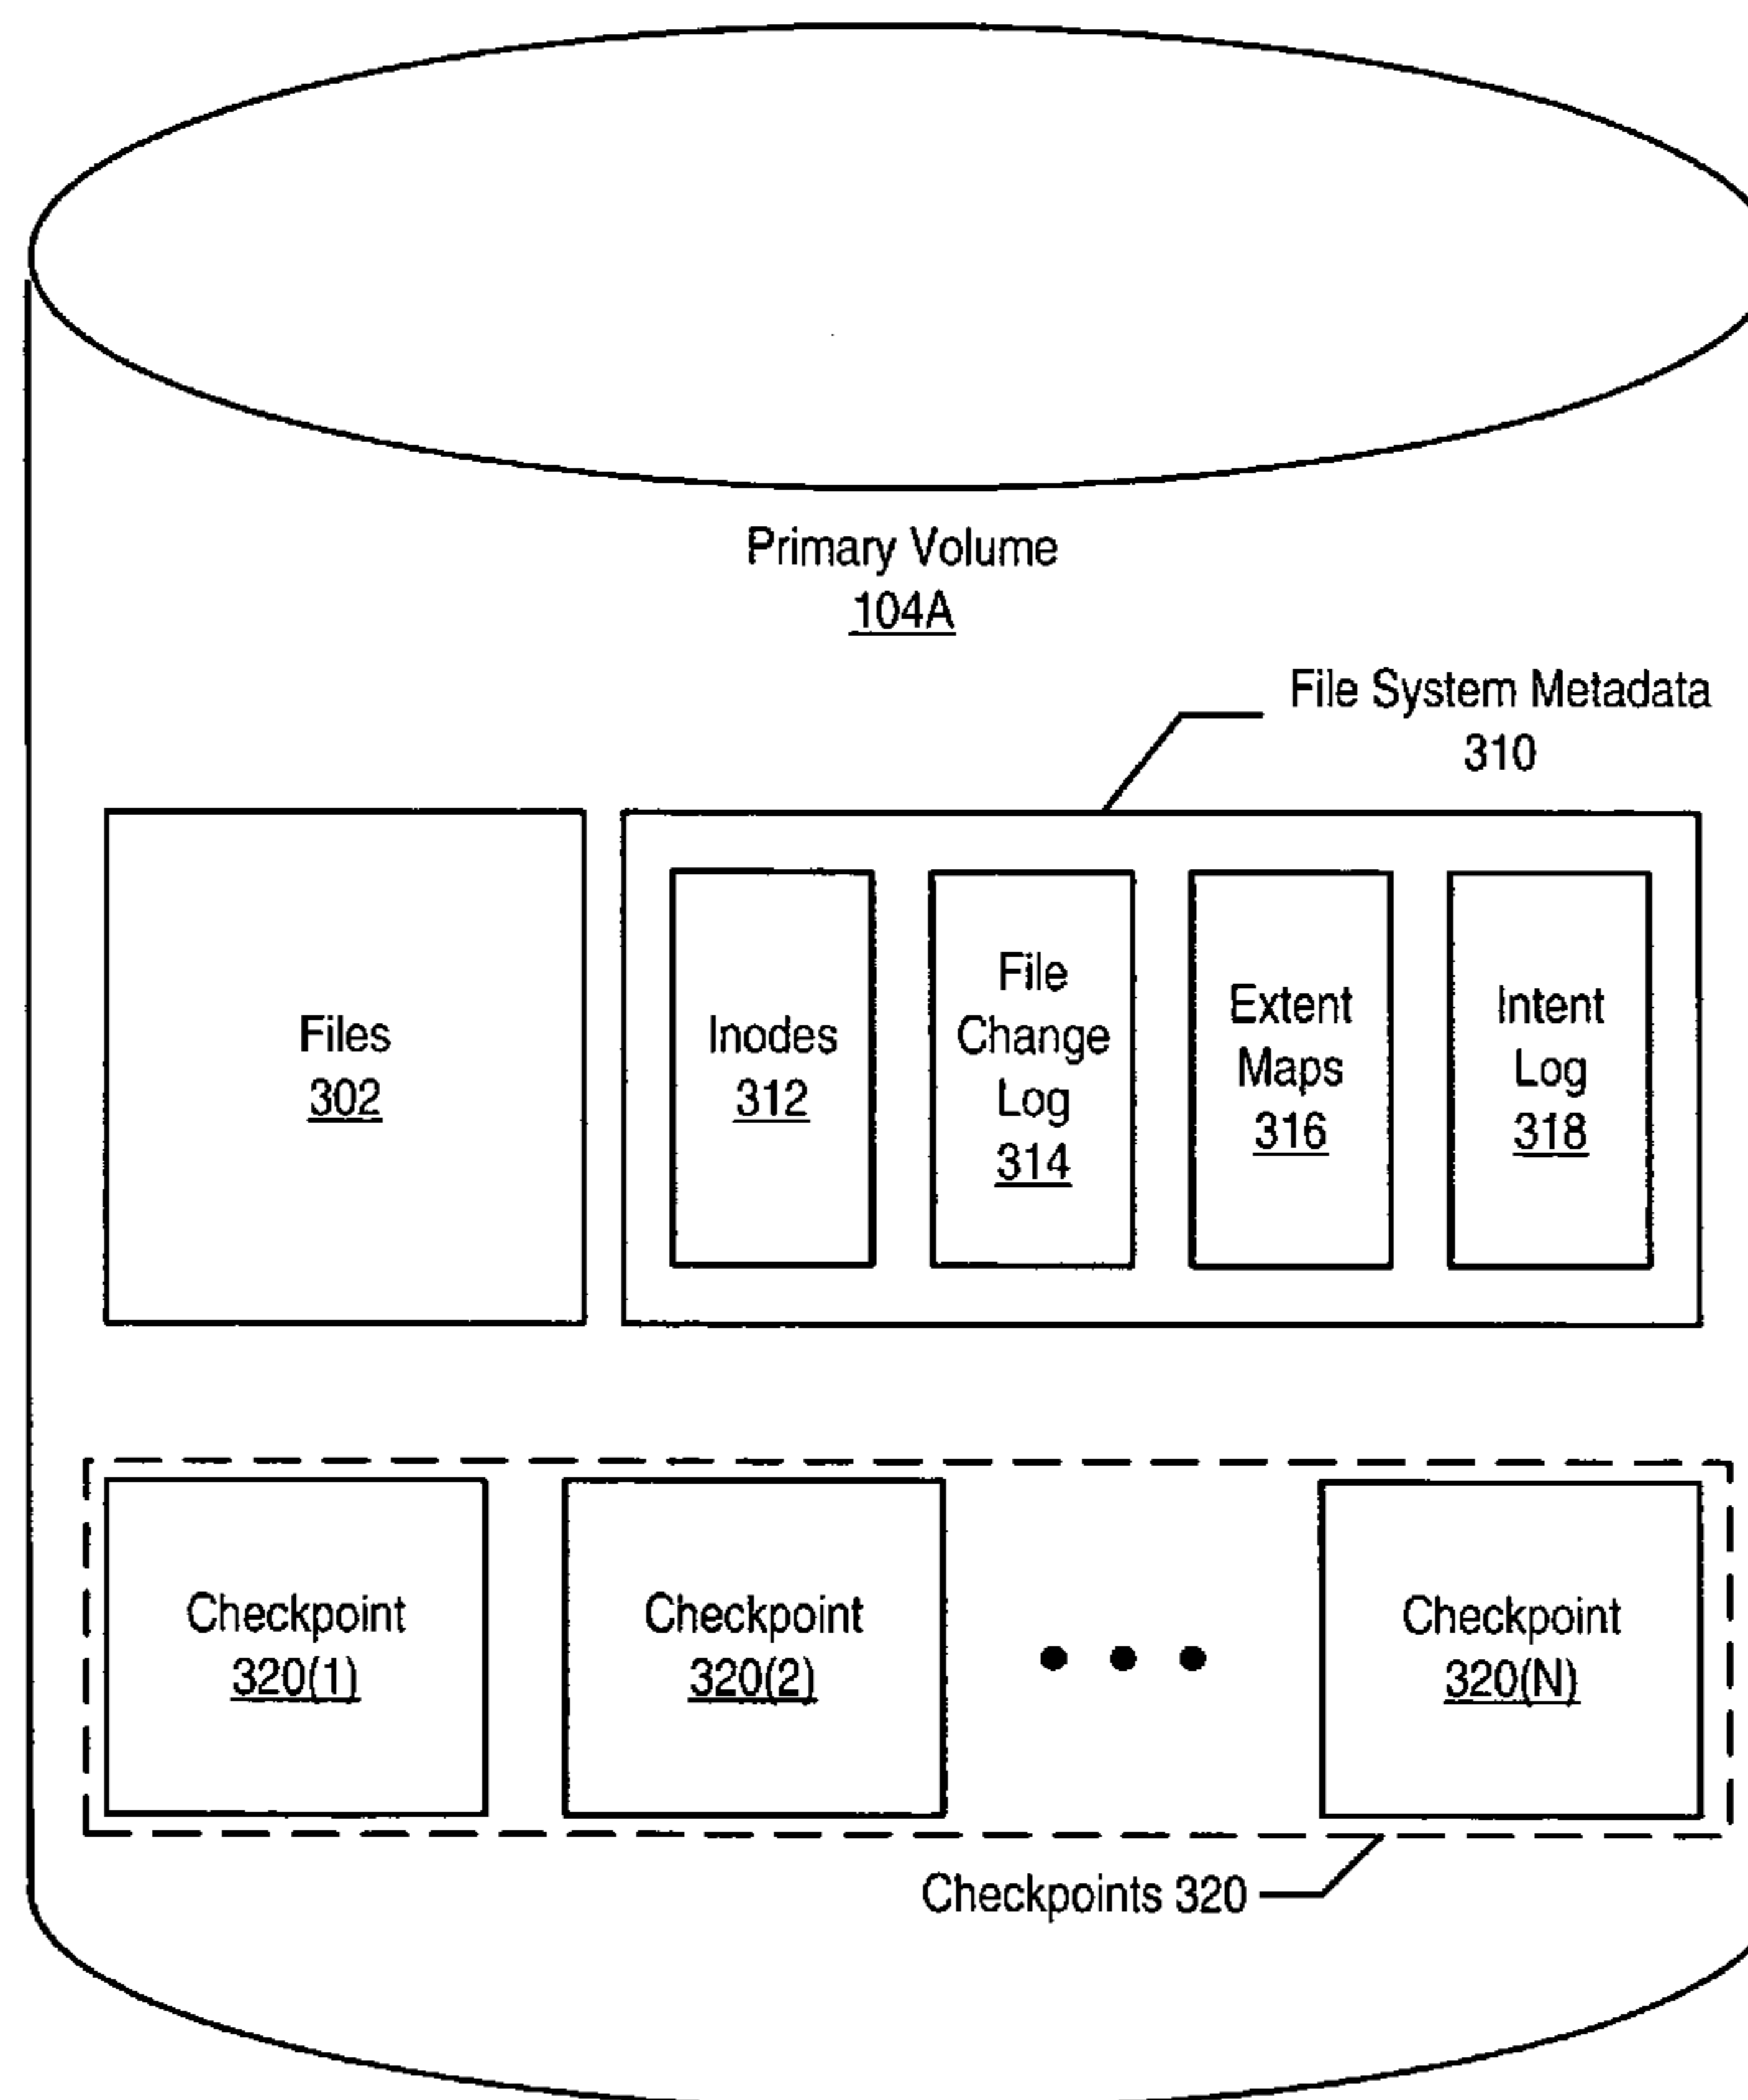 Primary Volume
104A
File System Metadata
310
Files
302
Inodes
312
File
Change
Log
314
Extent
Maps
316
Intent
Log
318
Checkpoint
320(1)
Checkpoint
320(2)
Checkpoint
320(N)
Checkpoints 320